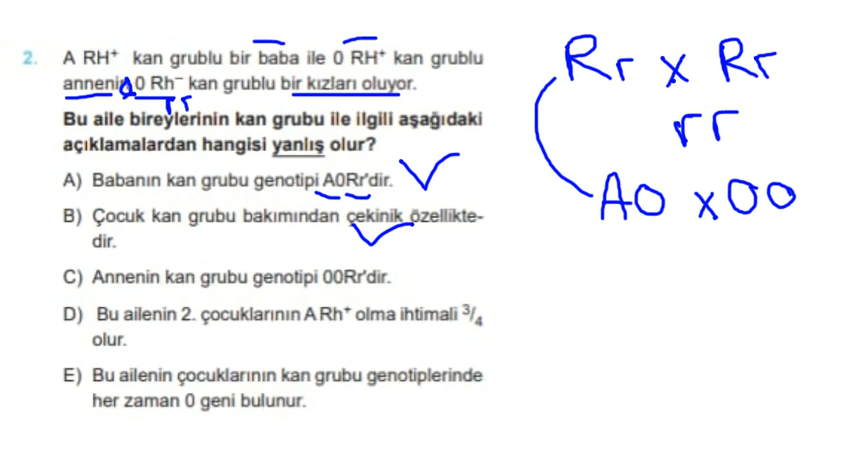 2. A RH⁺ kan grublu bir baba ile 0 RH⁺ kan grublu
annenin 0 Rh⁻ kan grublu bir kızları oluyor.
rr
Bu aile bireylerinin kan grubu ile ilgili aşağıdaki
açıklamalardan hangisi yanlış olur?
A) Babanın kan grubu genotipi A0Rr'dir.
B) Çocuk kan grubu bakımından çekinik özellikte-
dir.
C) Annenin kan grubu genotipi 00Rr'dir.
D) Bu ailenin 2. çocuklarının A Rh⁺ olma ihtimali ³/₄
olur.
E) Bu ailenin çocuklarının kan grubu genotiplerinde
her zaman 0 geni bulunur.
Rr x Rr
rr
AO x OO